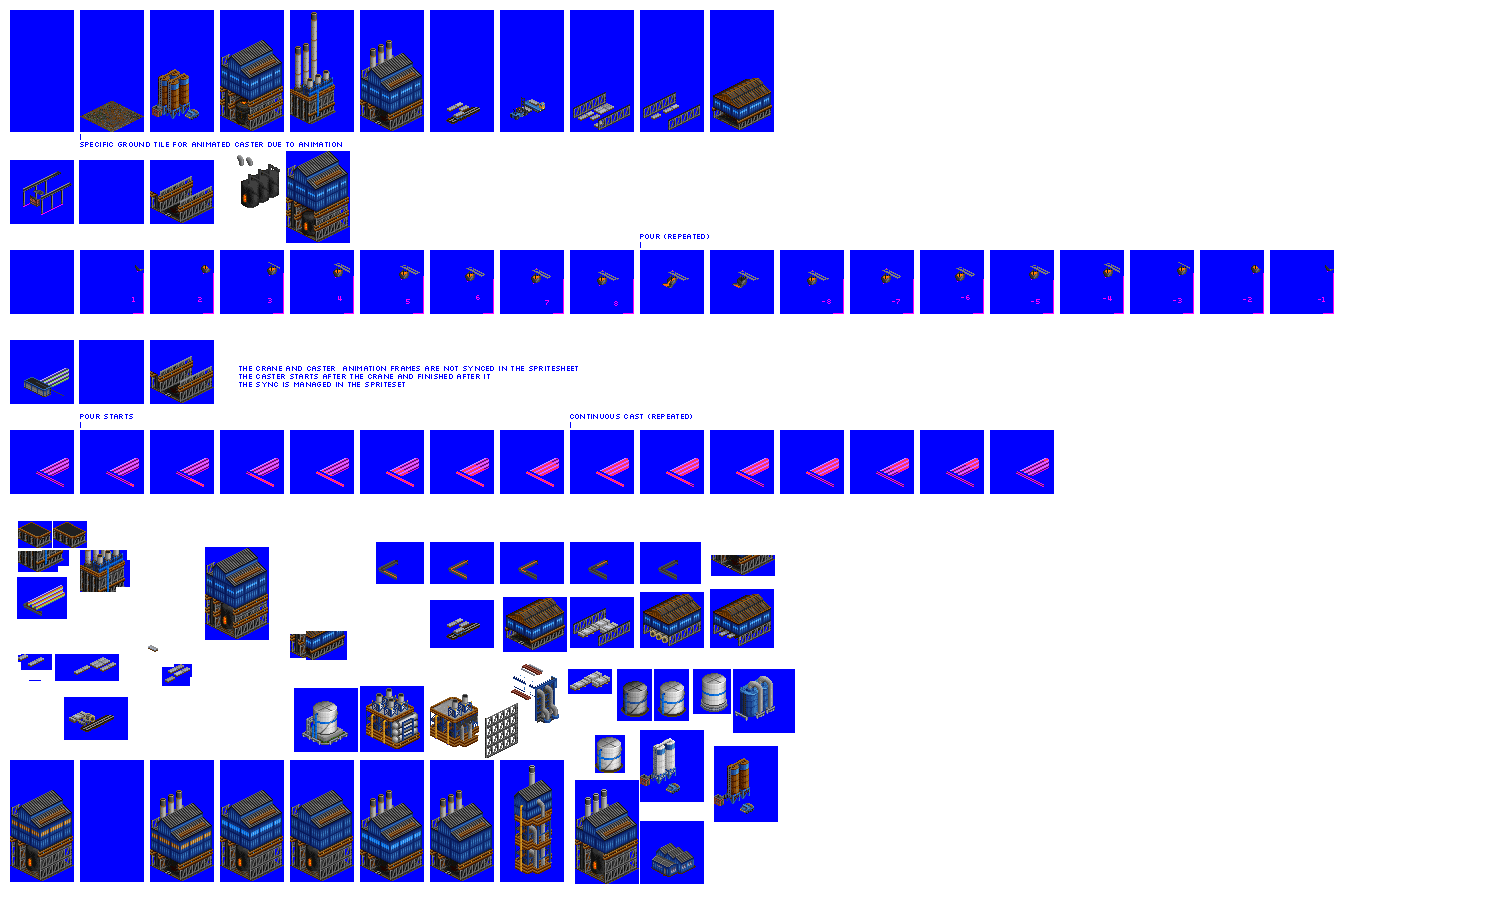 SPECIFIC GROUND TILE FOR ANIMATED CASTER DUE TO ANIMATION
POUR (REPEATED)
1 2 3 4 5 6 7 8 -8 -7 -6 -5 -4 -3 -2 -1
THE CRANE AND CASTER ANIMATION FRAMES ARE NOT SYNCED IN THE SPRITESHEET
THE CASTER STARTS AFTER THE CRANE AND FINISHED AFTER IT
THE SYNC IS MANAGED IN THE SPRITESET
POUR STARTS
CONTINUOUS CAST (REPEATED)